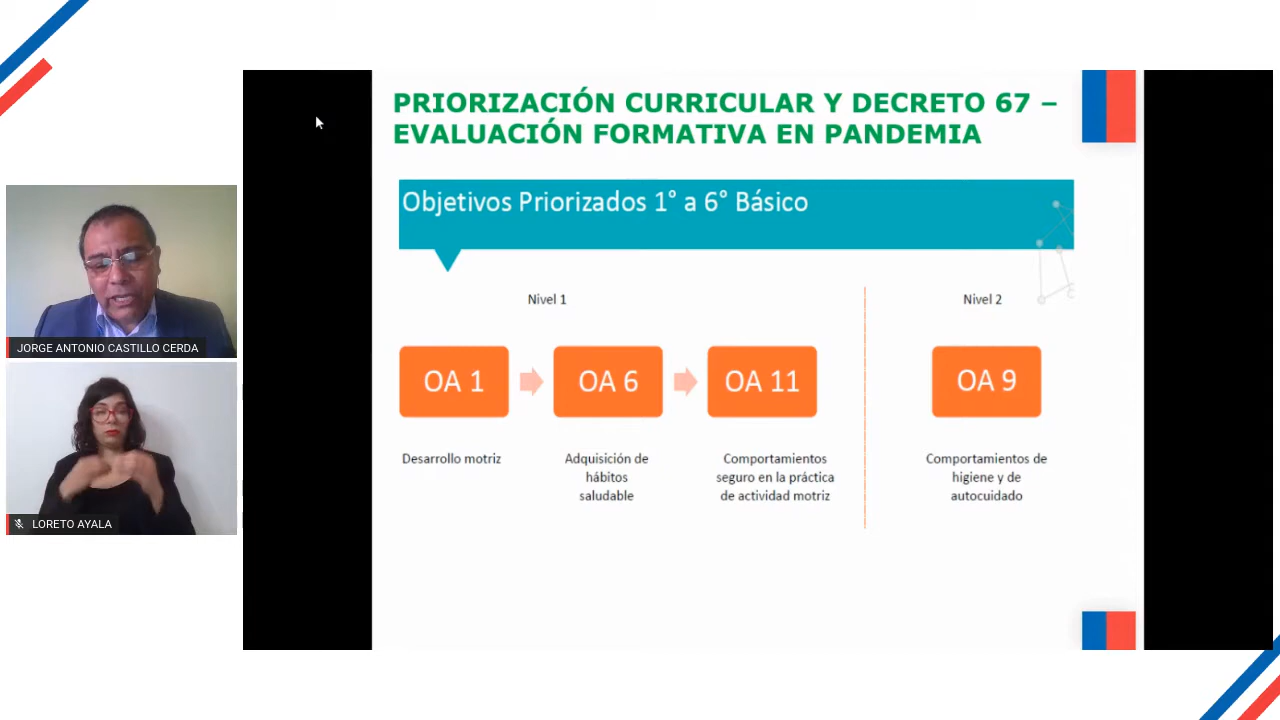 PRIORIZACIÓN CURRICULAR Y DECRETO 67 –
EVALUACIÓN FORMATIVA EN PANDEMIA
Objetivos Priorizados 1° a 6° Básico
Nivel 1
Nivel 2
OA 1
OA 6
OA 11
OA 9
Desarrollo motriz
Adquisición de
hábitos
saludable
Comportamientos
seguro en la práctica
de actividad motriz
Comportamientos de
higiene y de
autocuidado
JORGE ANTONIO CASTILLO CERDA
LORETO AYALA